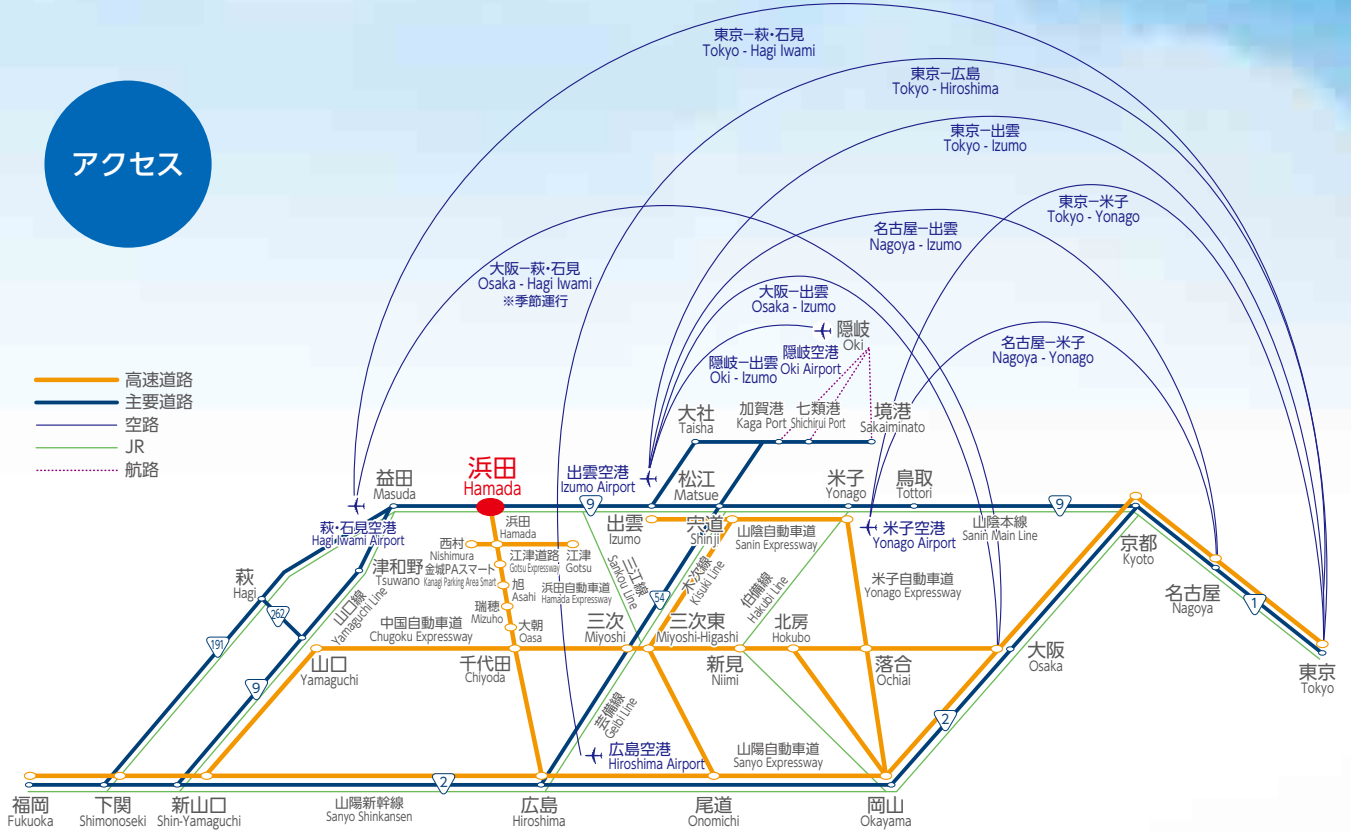 アクセス
高速道路
主要道路
空路
JR
航路
東京−萩・石見
Tokyo - Hagi Iwami
東京−広島
Tokyo - Hiroshima
東京−出雲
Tokyo - Izumo
東京−米子
Tokyo - Yonago
名古屋−出雲
Nagoya - Izumo
大阪−萩・石見
Osaka - Hagi Iwami
※季節運行
大阪−出雲
Osaka - Izumo
名古屋−米子
Nagoya - Yonago
隠岐−出雲
Oki - Izumo
隠岐
Oki
隠岐空港
Oki Airport
大社
Taisha
加賀港
Kaga Port
七類港
Shichirui Port
境港
Sakaiminato
益田
Masuda
浜田
Hamada
出雲空港
Izumo Airport
松江
Matsue
米子
Yonago
鳥取
Tottori
9
9
萩・石見空港
Hagi Iwami Airport
浜田
Hamada
西村
Nishimura
江津道路
Gotsu Expressway
江津
Gotsu
金城PAスマート
Kanagi Parking Area Smart
旭
Asahi
浜田自動車道
Hamada Expressway
瑞穂
Mizuho
大朝
Oasa
出雲
Izumo
宍道
Shinji
山陰自動車道
Sanin Expressway
米子空港
Yonago Airport
山陰本線
Sanin Main Line
京都
Kyoto
三江線
Sankou Line
木次線
Kisuki Line
伯備線
Hakubi Line
米子自動車道
Yonago Expressway
名古屋
Nagoya
1
東京
Tokyo
萩
Hagi
津和野
Tsuwano
山口線
Yamaguchi Line
262
191
9
54
中国自動車道
Chugoku Expressway
山口
Yamaguchi
千代田
Chiyoda
三次
Miyoshi
三次東
Miyoshi-Higashi
新見
Niimi
北房
Hokubo
落合
Ochiai
大阪
Osaka
芸備線
Geibi Line
広島空港
Hiroshima Airport
山陽自動車道
Sanyo Expressway
2
2
福岡
Fukuoka
下関
Shimonoseki
新山口
Shin-Yamaguchi
山陽新幹線
Sanyo Shinkansen
広島
Hiroshima
尾道
Onomichi
岡山
Okayama